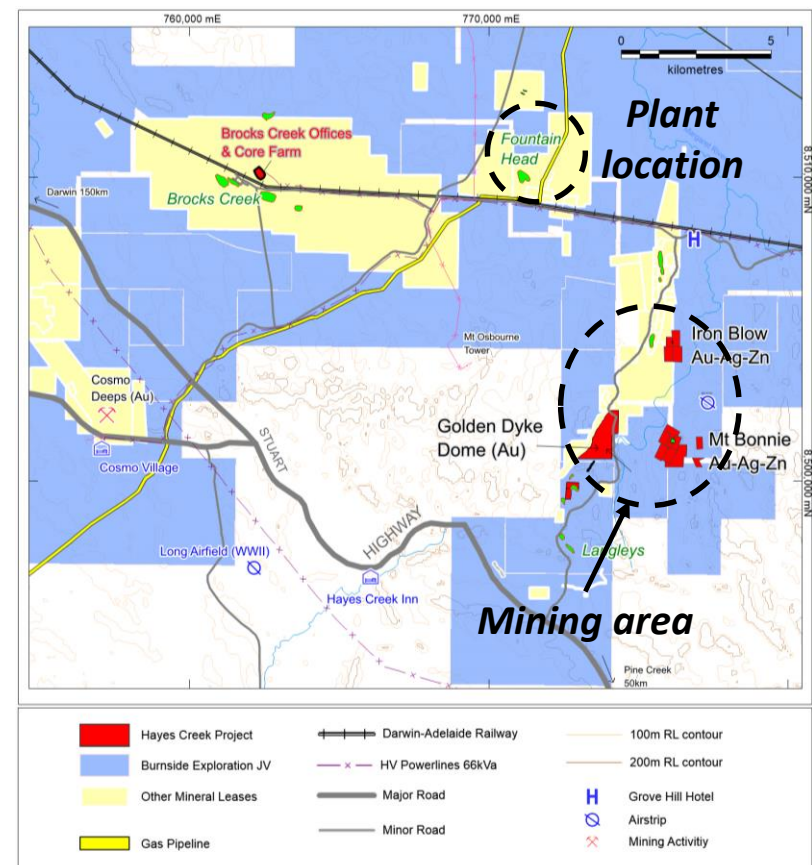 760,000 mE
770,000 mE
0
5
kilometres
Plant
location
Brocks Creek Offices
& Core Farm
Fountain
Head
8,510,000 mN
Darwin 150km
Brocks Creek
H
Mt Osbourne
Tower
Iron Blow
Au-Ag-Zn
Cosmo
Deeps (Au)
Golden Dyke
Dome (Au)
Mt Bonnie
Au-Ag-Zn
STUART
Cosmo Village
8,500,000 mN
HIGHWAY
Long Airfield (WWII)
Langleys
Hayes Creek Inn
Mining area
Pine Creek
50km
Hayes Creek Project
Darwin-Adelaide Railway
100m RL contour
Burnside Exploration JV
HV Powerlines 66kVa
200m RL contour
Other Mineral Leases
Major Road
H Grove Hill Hotel
Airstrip
Gas Pipeline
Minor Road
Mining Activitiy